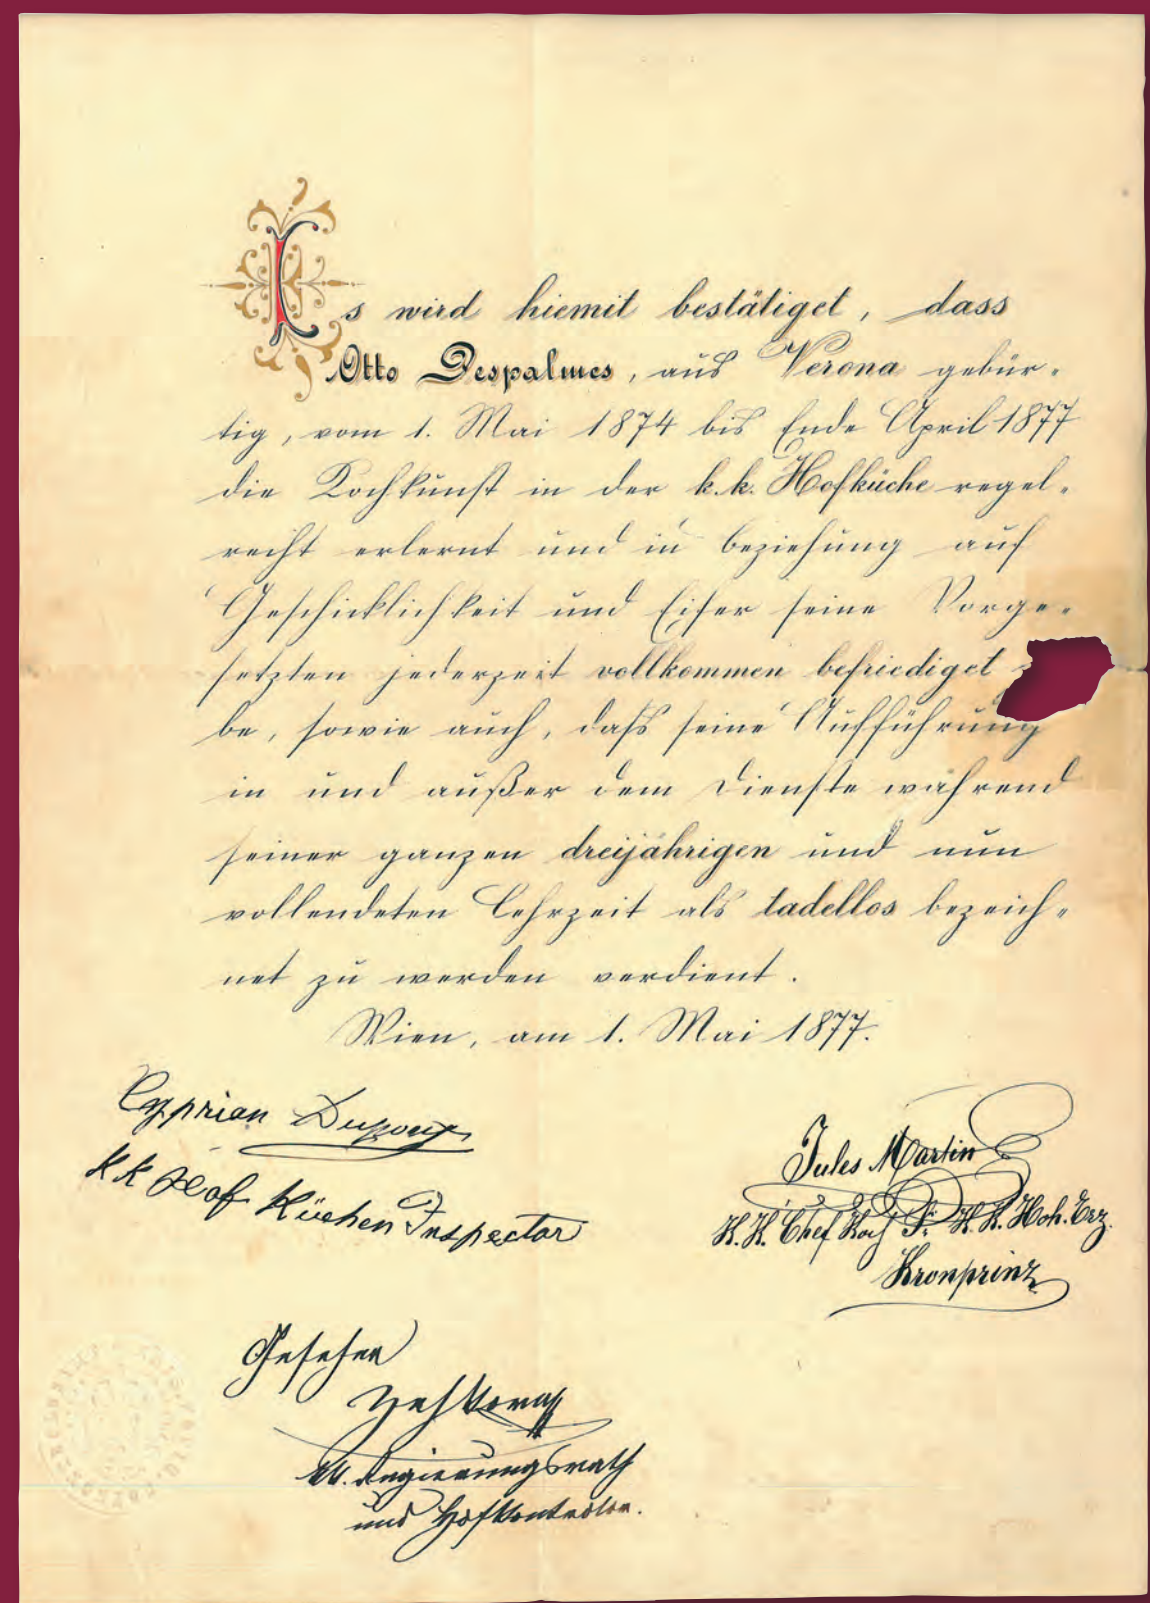 Es wird hiemit bestätiget, dass
Otto Despalmes, aus Verona gebür-
tig, vom 1. Mai 1874 bis Ende April 1877
die Kochkunst in der k.k. Hofküche regel-
recht erlernt und in Beziehung auf
Geschicklichkeit und Eifer seine Vorge-
setzten jederzeit vollkommen befriediget
be, sowie auch, daß seine Aufführung
in und außer dem Dienste während
seiner ganzen dreijährigen und nun
vollendeten Lehrzeit als tadellos bezeich-
net zu werden verdient.
Wien, am 1. Mai 1877.
Cyprian
k k Hof Küchen Inspector
Jules Martin
K. K. Chef Koch Sr. K. K. Hoh. Erz.
Kronprinz
Gesehen
Regierungsrath
und Hofkontrolor.